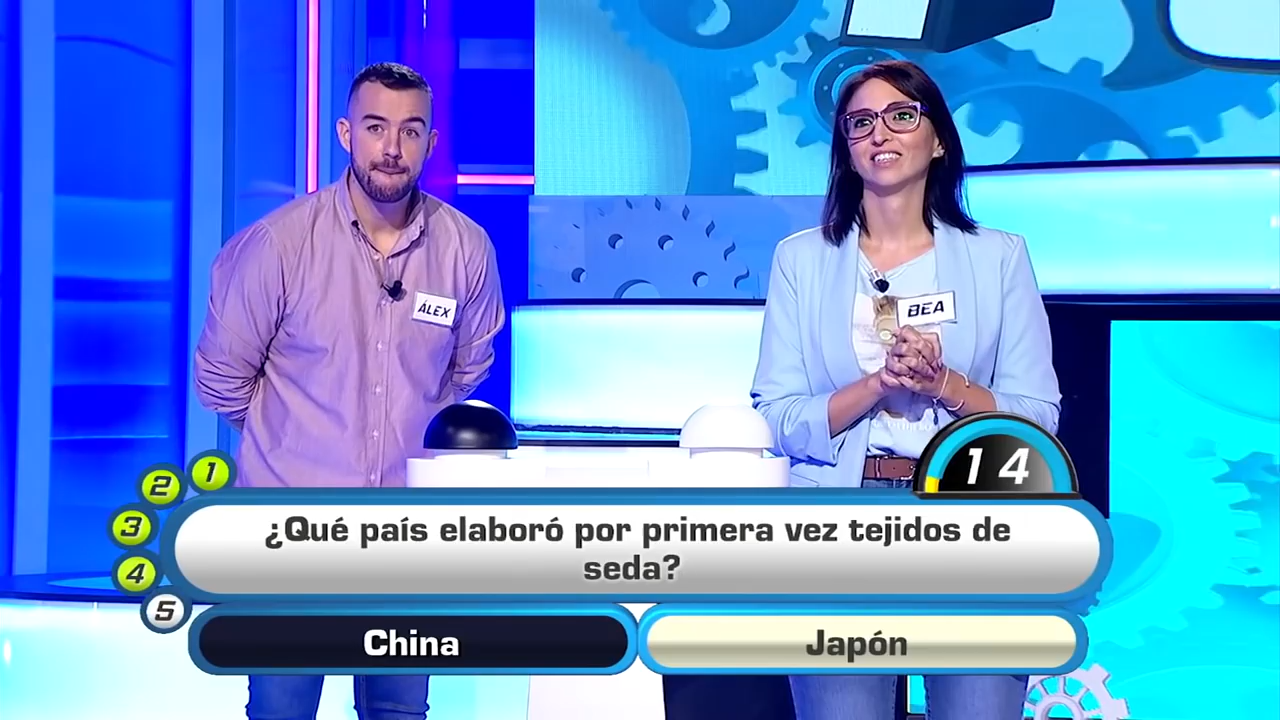 ÁLEX
BEA
14
1
2
3
4
5
¿Qué país elaboró por primera vez tejidos de
seda?
China
Japón